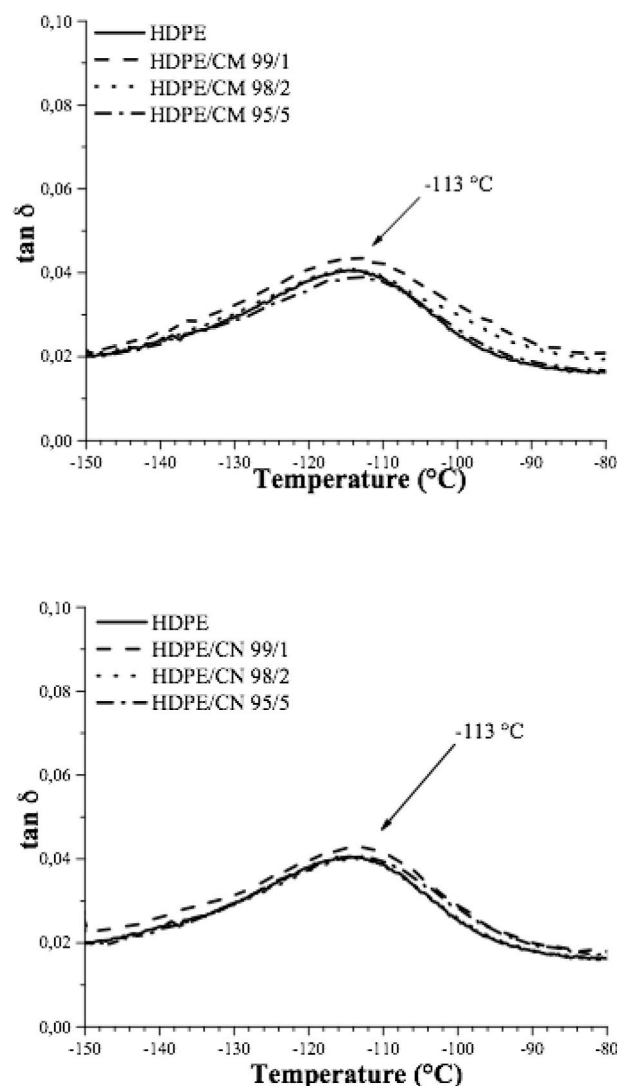 0,10
HDPE
HDPE/CM 99/1
HDPE/CM 98/2
HDPE/CM 95/5
0,08
0,06
-113 °C
tan δ
0,04
0,02
0,00
-150 -140 -130 -120 -110 -100 -90 -80
Temperature (°C)
0,10
HDPE
HDPE/CN 99/1
HDPE/CN 98/2
HDPE/CN 95/5
0,08
0,06
-113 °C
tan δ
0,04
0,02
0,00
-150 -140 -130 -120 -110 -100 -90 -80
Temperature (°C)